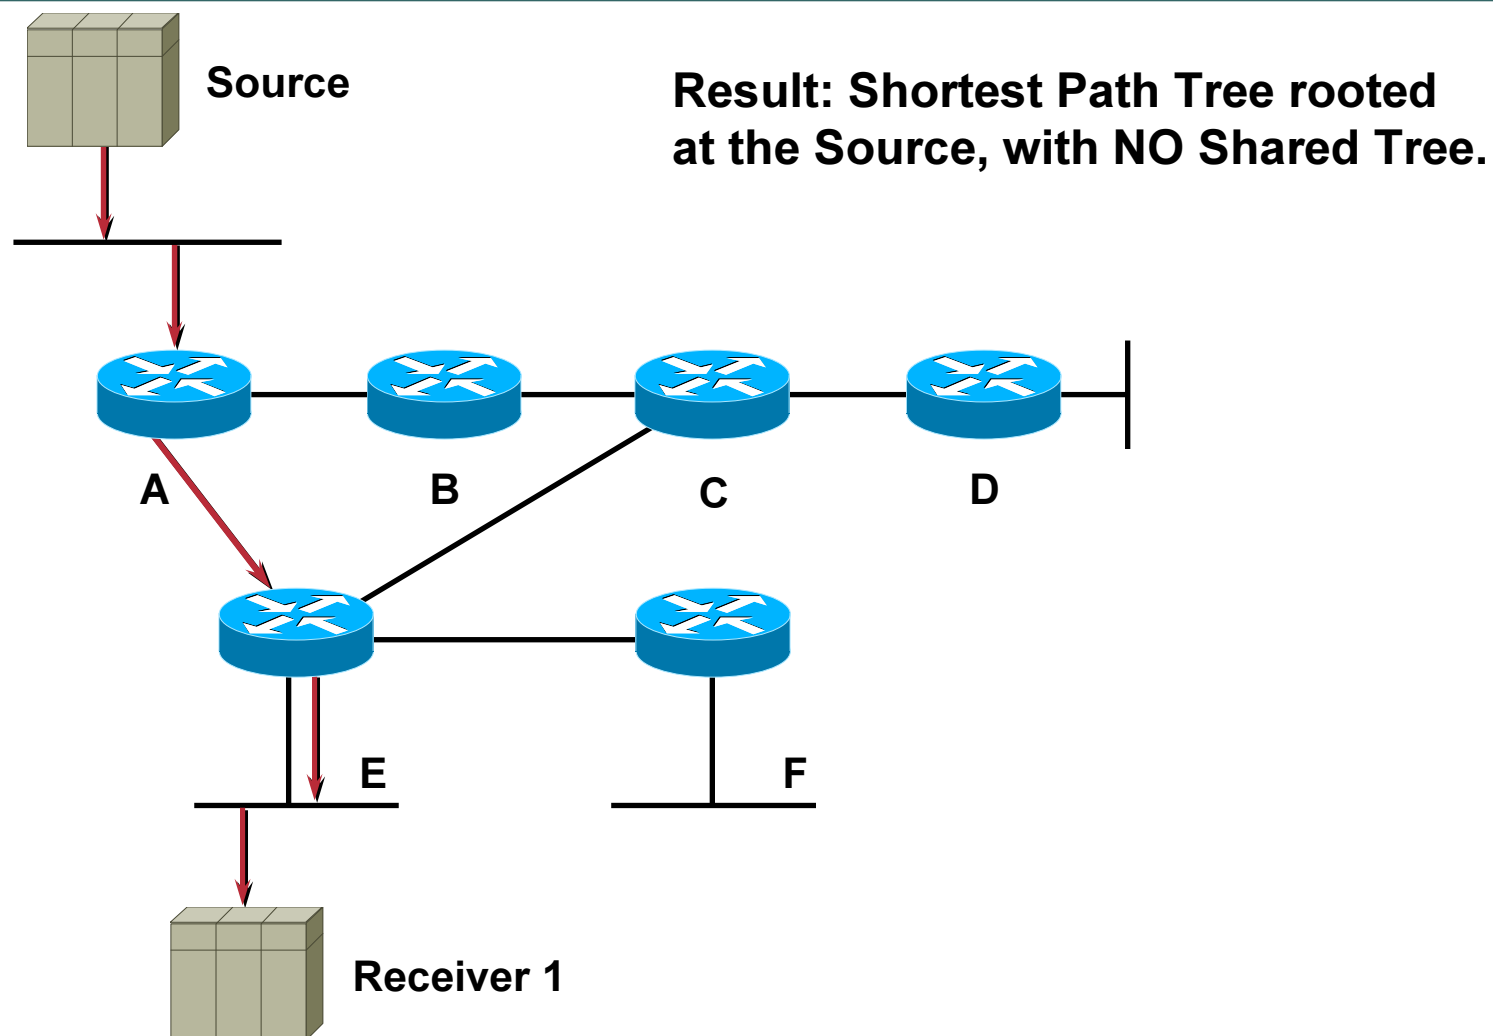 Source
Result: Shortest Path Tree rooted
at the Source, with NO Shared Tree.
A
B
C
D
E
F
Receiver 1